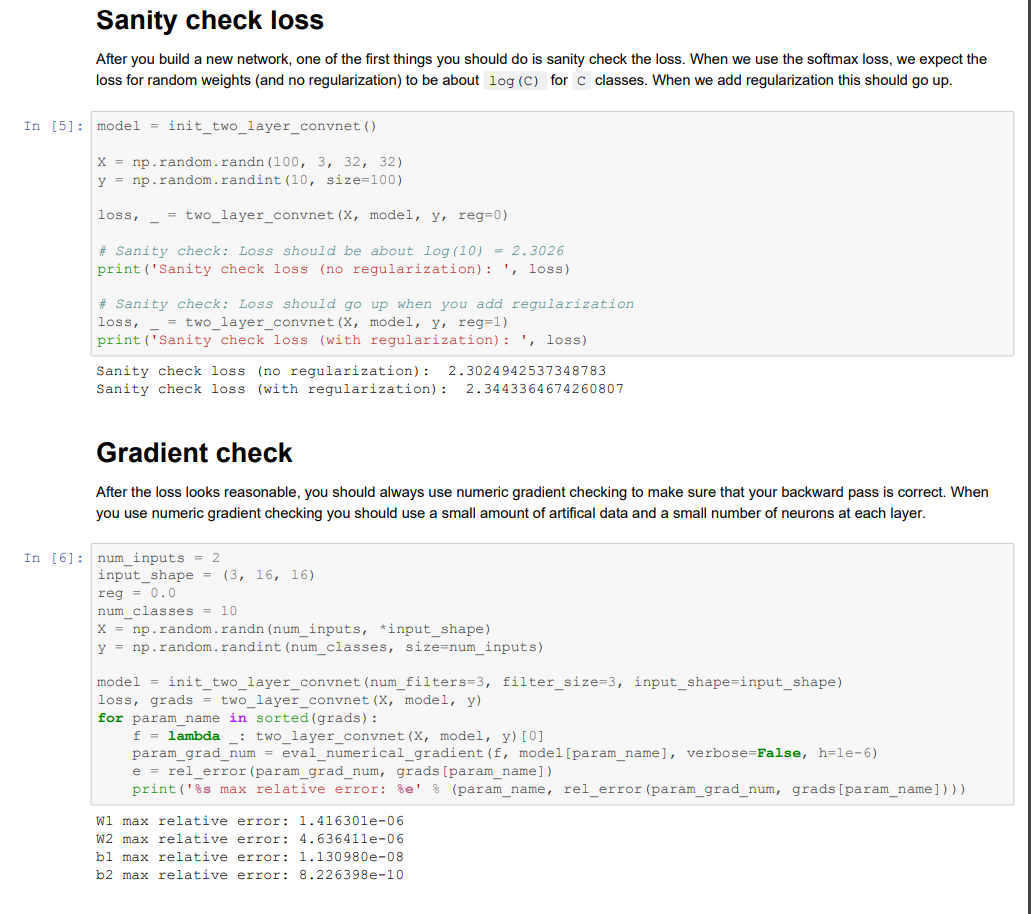 Sanity check loss
After you build a new network, one of the first things you should do is sanity check the loss. When we use the softmax loss, we expect the
loss for random weights (and no regularization) to be about log(C) for C classes. When we add regularization this should go up.
In [5]: model = init_two_layer_convnet()
X = np.random.randn(100, 3, 32, 32)
y = np.random.randint(10, size=100)
loss, _ = two_layer_convnet(X, model, y, reg=0)
# Sanity check: Loss should be about log(10) = 2.3026
print('Sanity check loss (no regularization): ', loss)
# Sanity check: Loss should go up when you add regularization
loss, _ = two_layer_convnet(X, model, y, reg=1)
print('Sanity check loss (with regularization): ', loss)
Sanity check loss (no regularization):  2.3024942537348783
Sanity check loss (with regularization):  2.3443364674260807
Gradient check
After the loss looks reasonable, you should always use numeric gradient checking to make sure that your backward pass is correct. When
you use numeric gradient checking you should use a small amount of artifical data and a small number of neurons at each layer.
In [6]: num_inputs = 2
input_shape = (3, 16, 16)
reg = 0.0
num_classes = 10
X = np.random.randn(num_inputs, *input_shape)
y = np.random.randint(num_classes, size=num_inputs)
model = init_two_layer_convnet(num_filters=3, filter_size=3, input_shape=input_shape)
loss, grads = two_layer_convnet(X, model, y)
for param_name in sorted(grads):
    f = lambda _: two_layer_convnet(X, model, y)[0]
    param_grad_num = eval_numerical_gradient(f, model[param_name], verbose=False, h=1e-6)
    e = rel_error(param_grad_num, grads[param_name])
    print('%s max relative error: %e' % (param_name, rel_error(param_grad_num, grads[param_name])))
W1 max relative error: 1.416301e-06
W2 max relative error: 4.636411e-06
b1 max relative error: 1.130980e-08
b2 max relative error: 8.226398e-10